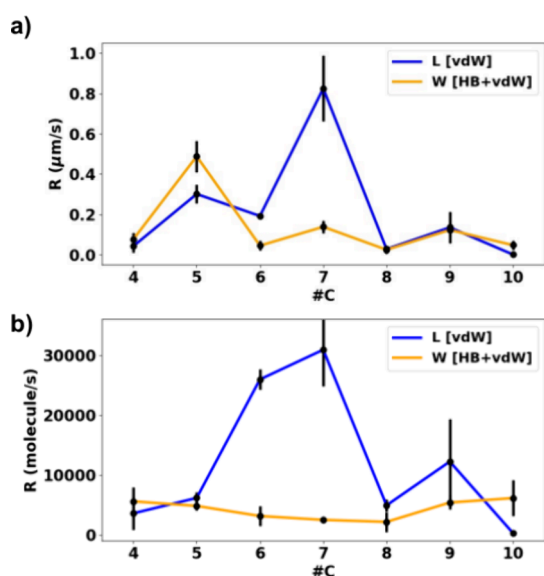 a)
1.0
0.8
0.6
0.4
0.2
0.0
R (μm/s)
L [vdW]
W [HB+vdW]
4 5 6 7 8 9 10
#C
b)
30000
20000
10000
0
R (molecule/s)
L [vdW]
W [HB+vdW]
4 5 6 7 8 9 10
#C